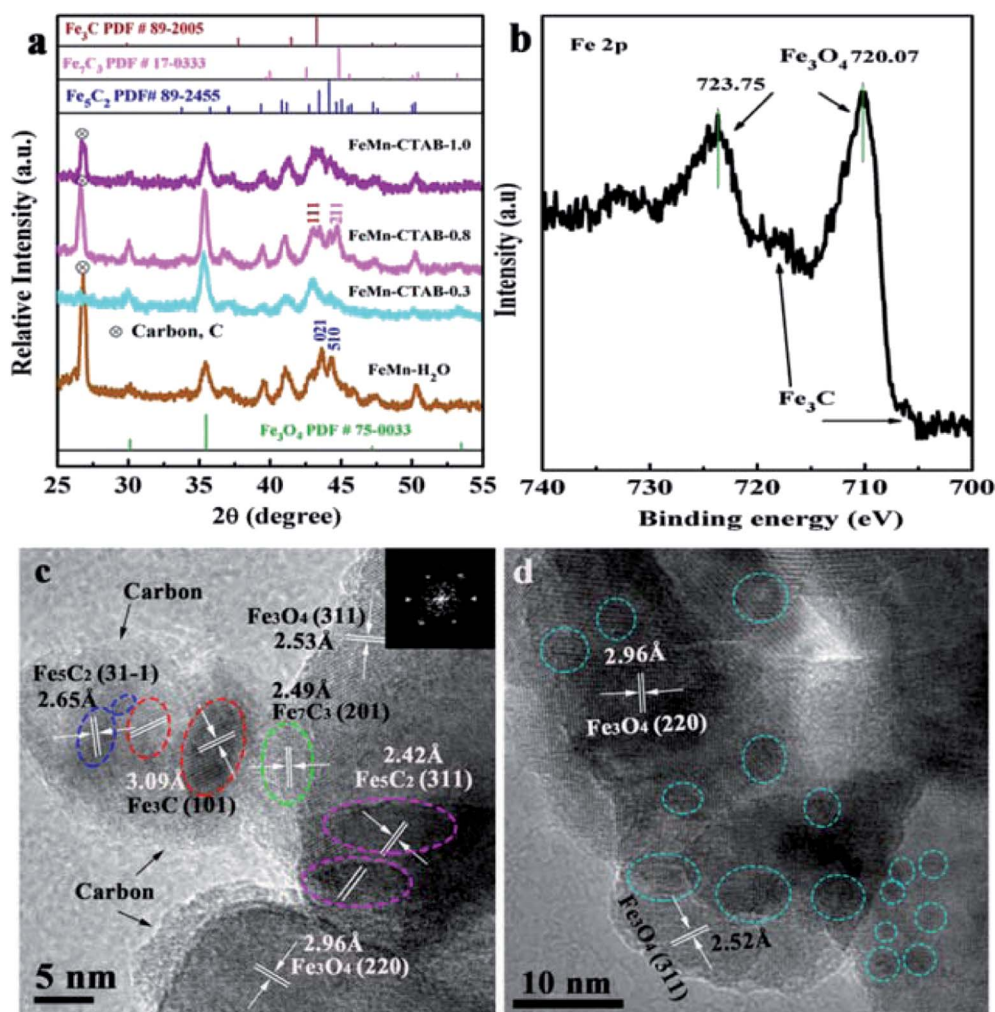 a
Fe3C PDF # 89-2005
Fe7C3 PDF # 17-0333
Fe5C2 PDF# 89-2455
FeMn-CTAB-1.0
111
211
FeMn-CTAB-0.8
FeMn-CTAB-0.3
⊗ Carbon, C
021
510
FeMn-H2O
Fe3O4 PDF # 75-0033
Relative Intensity (a.u.)
25 30 35 40 45 50 55
2θ (degree)
b
Fe 2p
Fe3O4 720.07
723.75
Fe3C
Intensity (a.u)
740 730 720 710 700
Binding energy (eV)
c
Carbon
Fe3O4 (311)
2.53Å
Fe5C2 (31-1)
2.65Å
2.49Å
Fe7C3 (201)
3.09Å
Fe3C (101)
2.42Å
Fe5C2 (311)
Carbon
2.96Å
Fe3O4 (220)
5 nm
d
2.96Å
Fe3O4 (220)
Fe3O4 (311)
2.52Å
10 nm